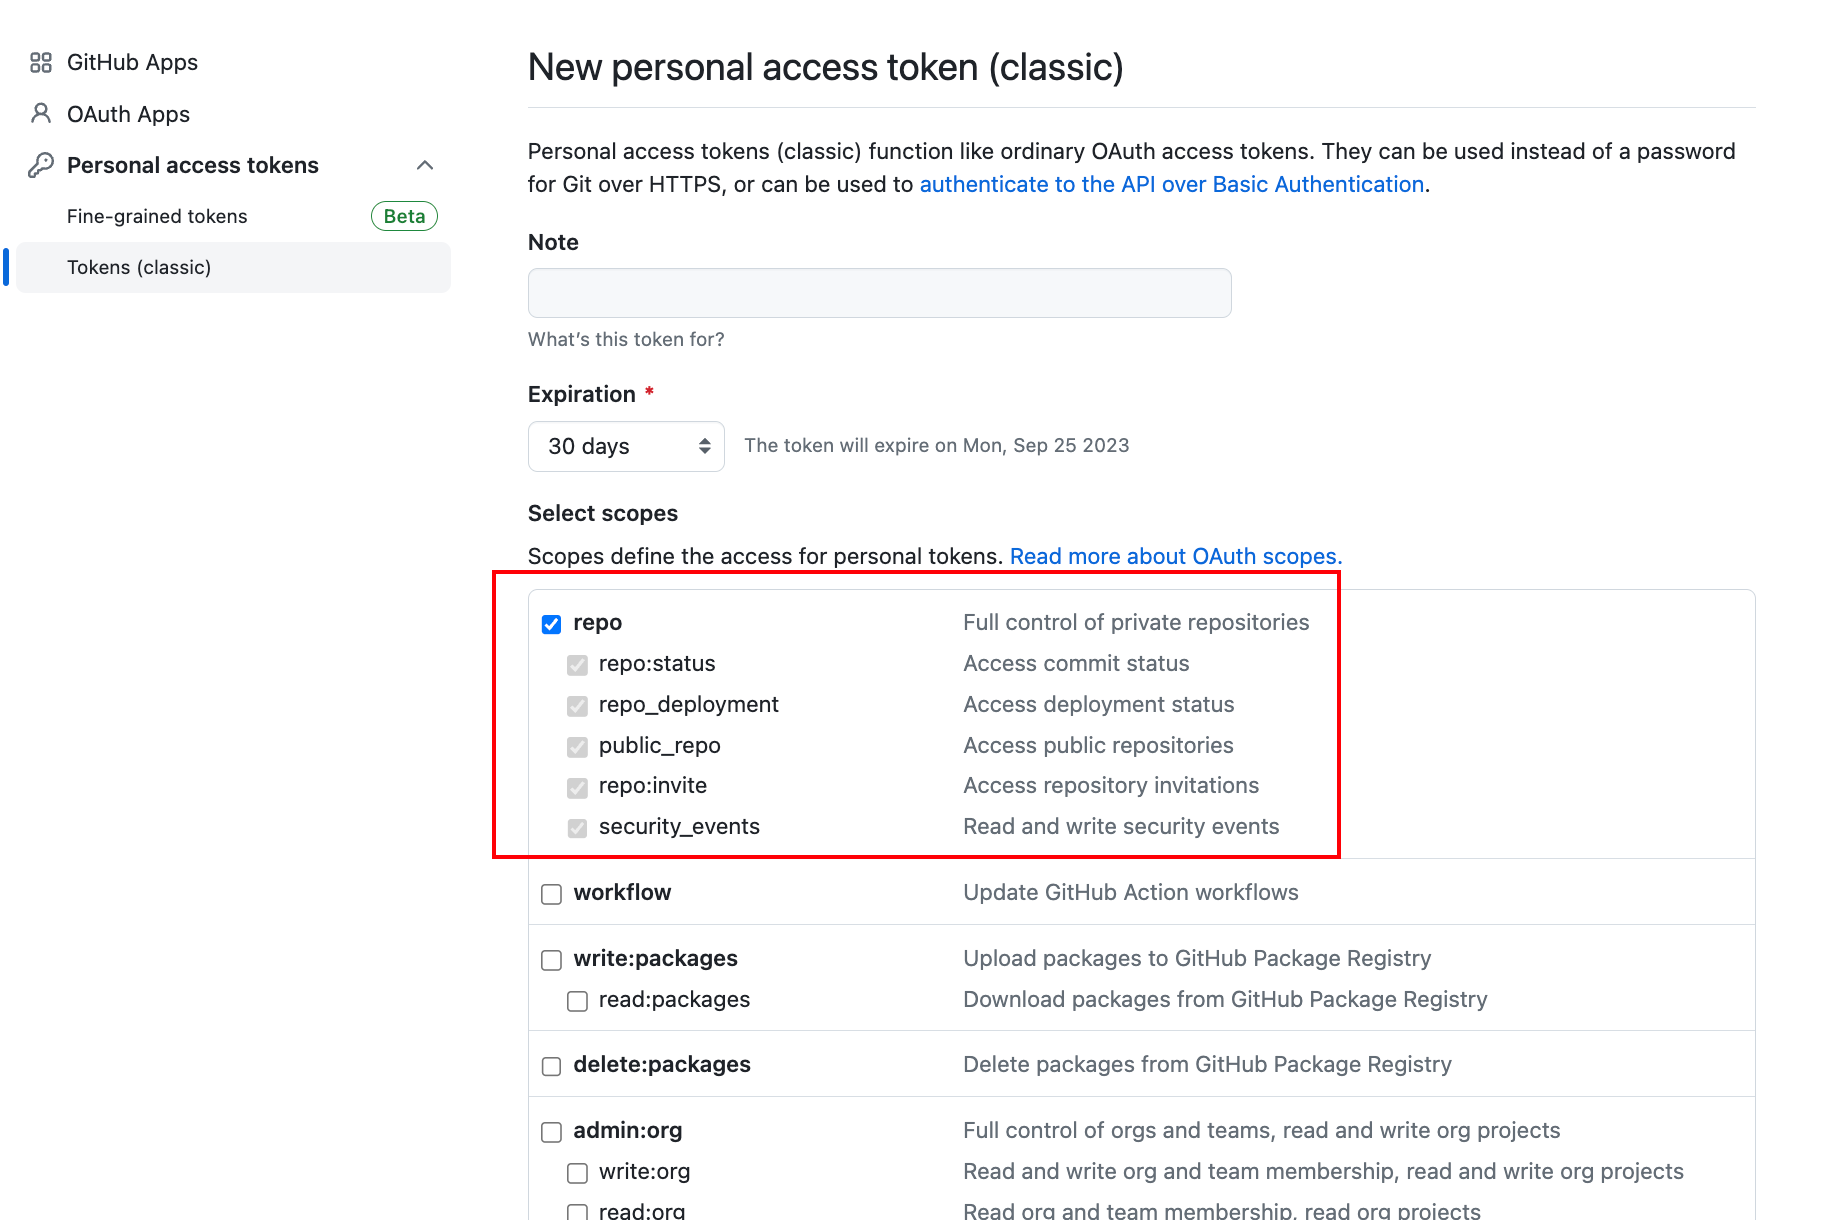 GitHub Apps
OAuth Apps
Personal access tokens
Fine-grained tokens Beta
Tokens (classic)
New personal access token (classic)
Personal access tokens (classic) function like ordinary OAuth access tokens. They can be used instead of a password
for Git over HTTPS, or can be used to authenticate to the API over Basic Authentication.
Note
What's this token for?
Expiration *
30 days The token will expire on Mon, Sep 25 2023
Select scopes
Scopes define the access for personal tokens. Read more about OAuth scopes.
repo Full control of private repositories
repo:status Access commit status
repo_deployment Access deployment status
public_repo Access public repositories
repo:invite Access repository invitations
security_events Read and write security events
workflow Update GitHub Action workflows
write:packages Upload packages to GitHub Package Registry
read:packages Download packages from GitHub Package Registry
delete:packages Delete packages from GitHub Package Registry
admin:org Full control of orgs and teams, read and write org projects
write:org Read and write org and team membership, read and write org projects
read:org Read org and team membership, read org projects